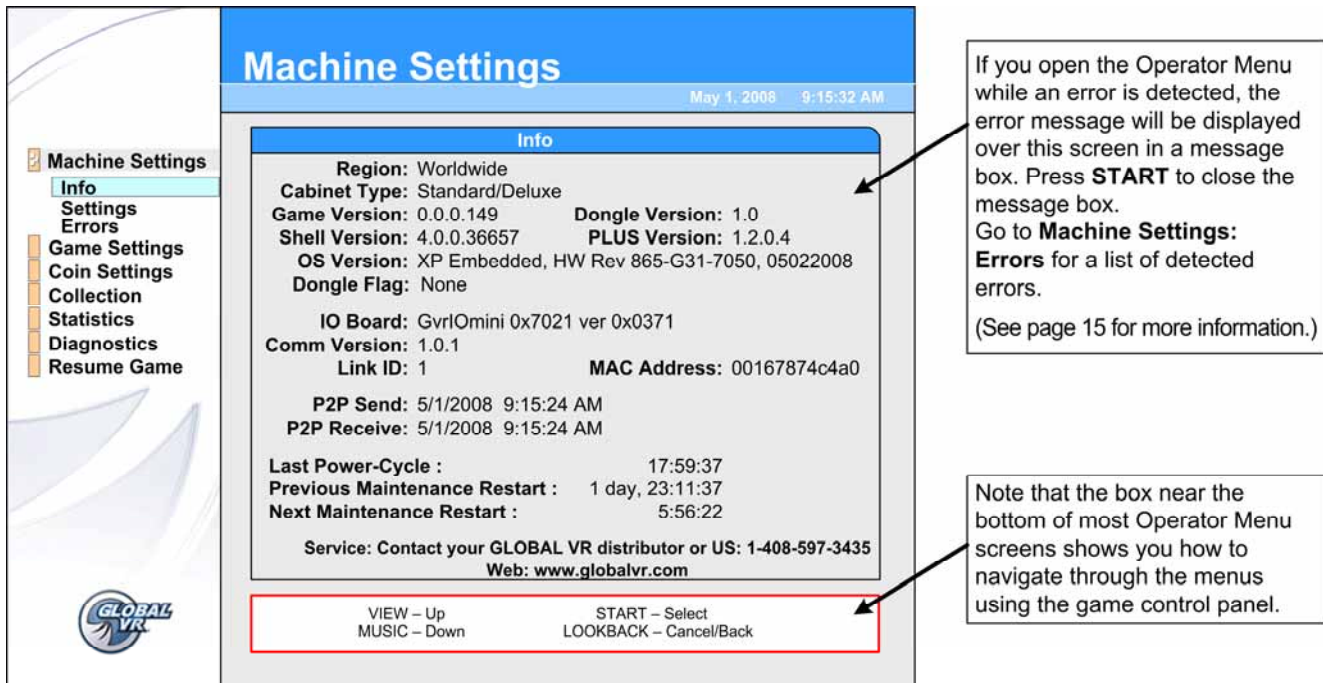 Machine Settings
May 1, 2008 9:15:32 AM
Machine Settings
Info
Settings
Errors
Game Settings
Coin Settings
Collection
Statistics
Diagnostics
Resume Game
GLOBAL
VR
Info
Region: Worldwide
Cabinet Type: Standard/Deluxe
Game Version: 0.0.0.149 Dongle Version: 1.0
Shell Version: 4.0.0.36657 PLUS Version: 1.2.0.4
OS Version: XP Embedded, HW Rev 865-G31-7050, 05022008
Dongle Flag: None
IO Board: GvrIOmini 0x7021 ver 0x0371
Comm Version: 1.0.1
Link ID: 1 MAC Address: 00167874c4a0
P2P Send: 5/1/2008 9:15:24 AM
P2P Receive: 5/1/2008 9:15:24 AM
Last Power-Cycle : 17:59:37
Previous Maintenance Restart : 1 day, 23:11:37
Next Maintenance Restart : 5:56:22
Service: Contact your GLOBAL VR distributor or US: 1-408-597-3435
Web: www.globalvr.com
VIEW – Up START – Select
MUSIC – Down LOOKBACK – Cancel/Back
If you open the Operator Menu
while an error is detected, the
error message will be displayed
over this screen in a message
box. Press START to close the
message box.
Go to Machine Settings:
Errors for a list of detected
errors.
(See page 15 for more information.)
Note that the box near the
bottom of most Operator Menu
screens shows you how to
navigate through the menus
using the game control panel.